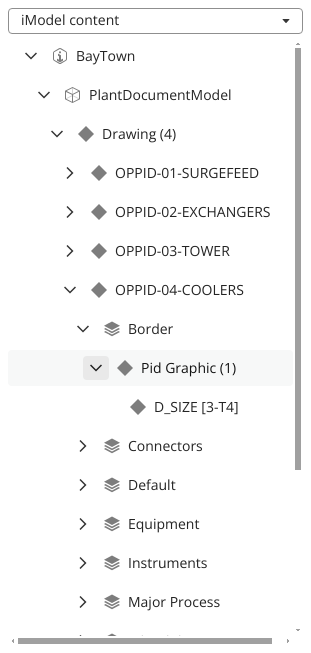 iModel content
BayTown
PlantDocumentModel
Drawing (4)
OPPID-01-SURGEFEED
OPPID-02-EXCHANGERS
OPPID-03-TOWER
OPPID-04-COOLERS
Border
Pid Graphic (1)
D_SIZE [3-T4]
Connectors
Default
Equipment
Instruments
Major Process